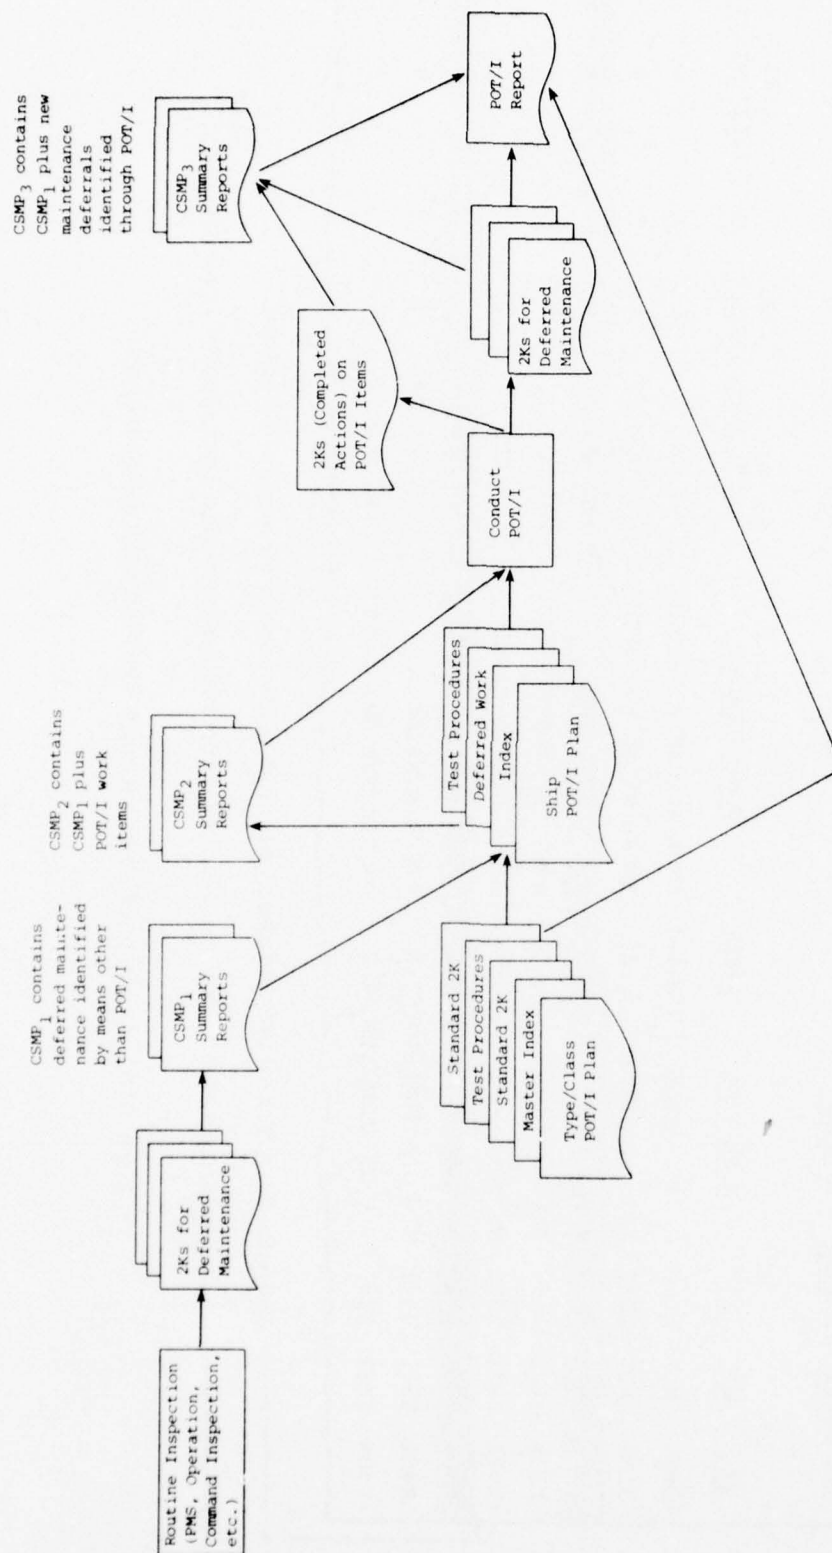 Routine Inspection
(PMS, Operation,
Command Inspection,
etc.)
2Ks for
Deferred
Maintenance
CSMP₁ contains
deferred mainte-
nance identified
by means other
than POT/I
CSMP₁
Summary
Reports
CSMP₂ contains
CSMP₁ plus
POT/I work
items
CSMP₂
Summary
Reports
CSMP₃ contains
CSMP₁ plus new
maintenance
deferrals
identified
through POT/I
CSMP₃
Summary
Reports
2Ks (Completed
Actions) on
POT/I Items
Standard 2K
Test Procedures
Standard 2K
Master Index
Type/Class
POT/I Plan
Test Procedures
Deferred Work
Index
Ship
POT/I Plan
Conduct
POT/I
2Ks for
Deferred
Maintenance
POT/I
Report